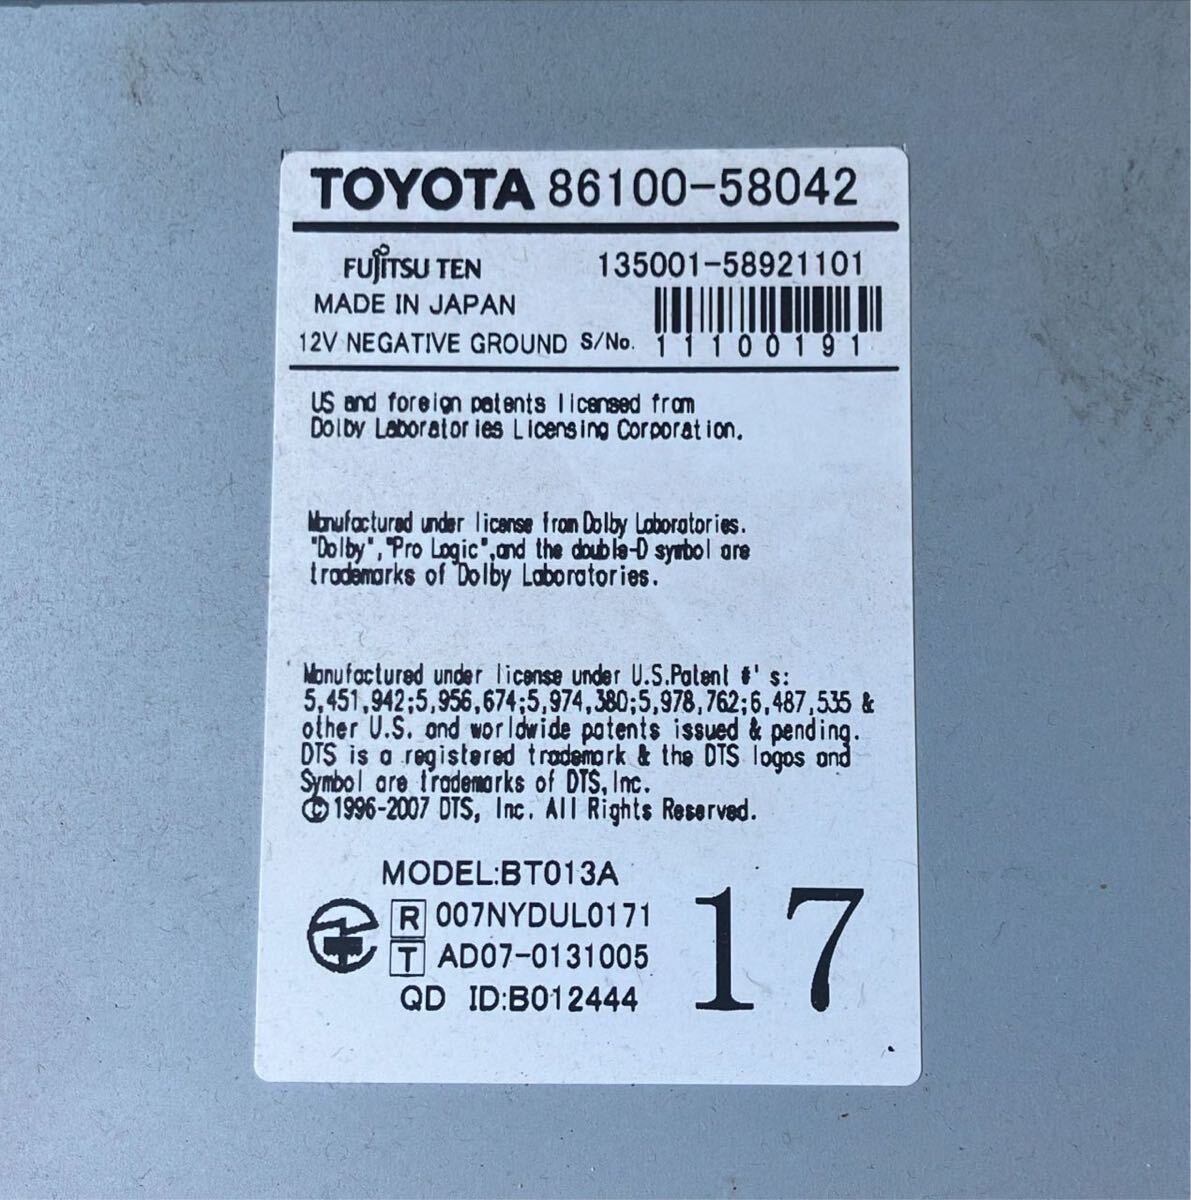 TOYOTA 86100-58042
FUJITSU TEN 135001-58921101
MADE IN JAPAN
12V NEGATIVE GROUND S/No. 11100191
US and foreign patents licensed from
Dolby Laboratories Licensing Corporation.
Manufactured under license from Dolby Laboratories.
"Dolby","Pro Logic",and the double-D symbol are
trademarks of Dolby Laboratories.
Manufactured under license under U.S.Patent #' s:
5,451,942;5,956,674;5,974,380;5,978,762;6,487,535 &
other U.S. and worldwide patents issued & pending.
DTS is a registered trademark & the DTS logos and
Symbol are trademarks of DTS,Inc.
©1996-2007 DTS, Inc. All Rights Reserved.
MODEL:BT013A
R 007NYDUL0171
T AD07-0131005
QD ID:B012444
17